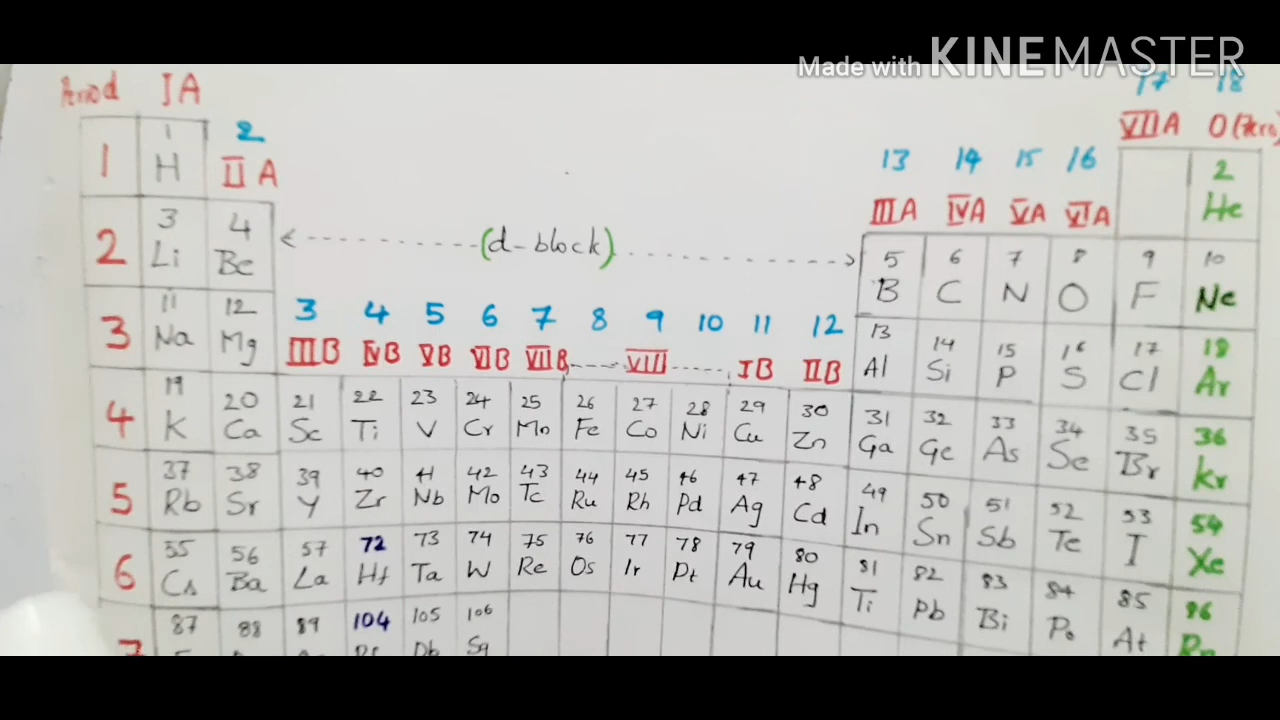 Made with KINEMASTER
Period IA 17 18
VIIA O(Zero)
1 1 H 2 IIA 13 14 15 16 2 He
IIIA IVA VA VIA
2 3 Li 4 Be (d-block) 5 B 6 C 7 N 8 O 9 F 10 Ne
3 11 Na 12 Mg 3 4 5 6 7 8 9 10 11 12 13 Al 14 Si 15 P 16 S 17 Cl 18 Ar
IIIB IVB VB VIB VIIB VIII IB IIB
4 19 K 20 Ca 21 Sc 22 Ti 23 V 24 Cr 25 Mn 26 Fe 27 Co 28 Ni 29 Cu 30 Zn 31 Ga 32 Ge 33 As 34 Se 35 Br 36 Kr
5 37 Rb 38 Sr 39 Y 40 Zr 41 Nb 42 Mo 43 Tc 44 Ru 45 Rh 46 Pd 47 Ag 48 Cd 49 In 50 Sn 51 Sb 52 Te 53 I 54 Xe
6 55 Cs 56 Ba 57 La 72 Hf 73 Ta 74 W 75 Re 76 Os 77 Ir 78 Pt 79 Au 80 Hg 81 Ti 82 Pb 83 Bi 84 Po 85 At 86 Rn
7 87 88 89 104 105 Db 106 Sg